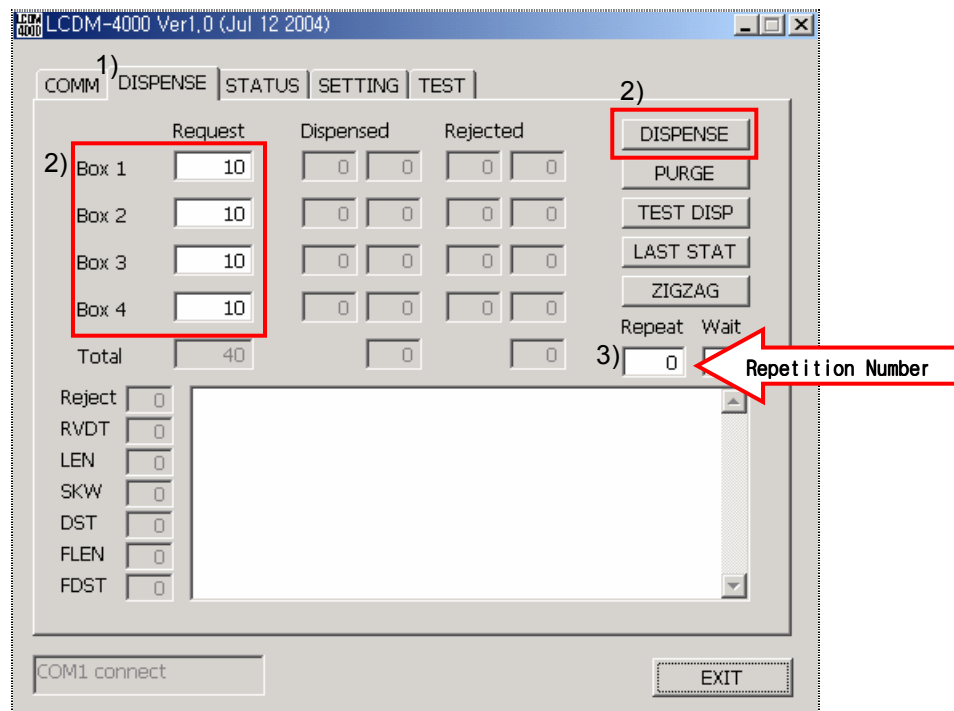 LCDM 4000 LCDM-4000 Ver1,0 (Jul 12 2004)
1)
COMM DISPENSE STATUS SETTING TEST
2)
Request Dispensed Rejected DISPENSE
2) Box 1 10 0 0 0 0 PURGE
Box 2 10 0 0 0 0 TEST DISP
Box 3 10 0 0 0 0 LAST STAT
Box 4 10 0 0 0 0 ZIGZAG
Repeat Wait
Total 40 0 0 3) 0 Repetition Number
Reject 0
RVDT 0
LEN 0
SKW 0
DST 0
FLEN 0
FDST 0
COM1 connect EXIT